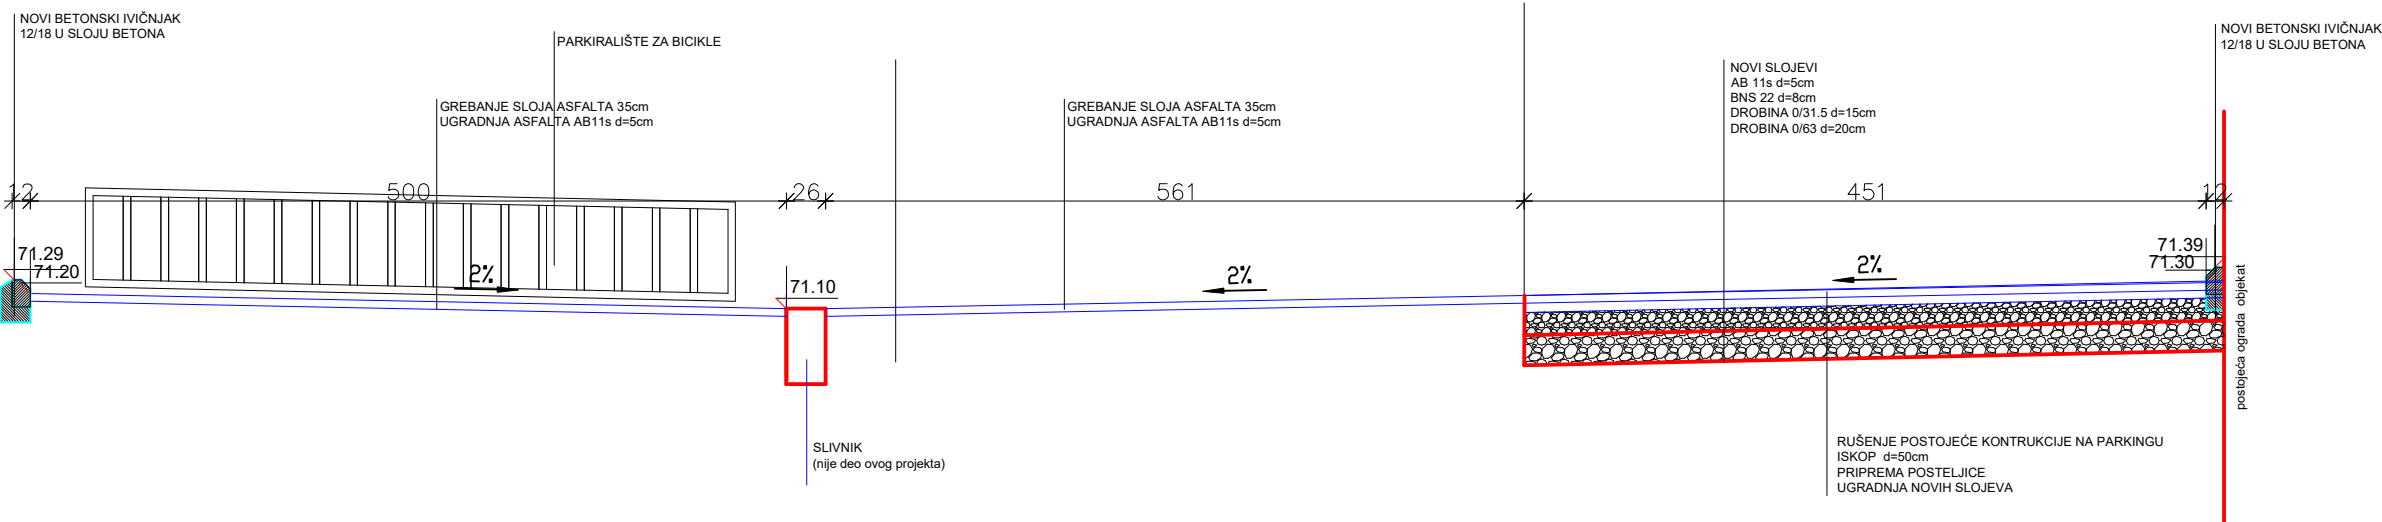 NOVI BETONSKI IVIČNJAK
12/18 U SLOJU BETONA
PARKIRALIŠTE ZA BICIKLE
GREBANJE SLOJA ASFALTA 35cm
UGRADNJA ASFALTA AB11s d=5cm
GREBANJE SLOJA ASFALTA 35cm
UGRADNJA ASFALTA AB11s d=5cm
NOVI SLOJEVI
AB 11s d=5cm
BNS 22 d=8cm
DROBINA 0/31.5 d=15cm
DROBINA 0/63 d=20cm
NOVI BETONSKI IVIČNJAK
12/18 U SLOJU BETONA
12
500
26
561
451
12
71.29
71.20
2%
71.10
2%
2%
71.39
71.30
postojeća ograda objekat
SLIVNIK
(nije deo ovog projekta)
RUŠENJE POSTOJEĆE KONTRUKCIJE NA PARKINGU
ISKOP d=50cm
PRIPREMA POSTELJICE
UGRADNJA NOVIH SLOJEVA